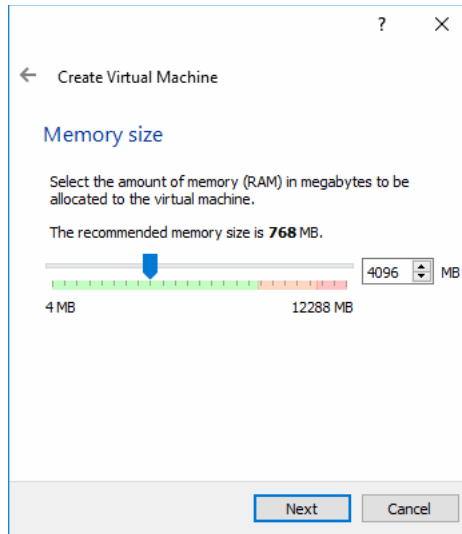 ?
Create Virtual Machine
Memory size
Select the amount of memory (RAM) in megabytes to be
allocated to the virtual machine.
The recommended memory size is 768 MB.
4096 MB
4 MB 12288 MB
Next Cancel